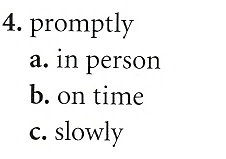 4. promptly
a. in person
b. on time
c. slowly